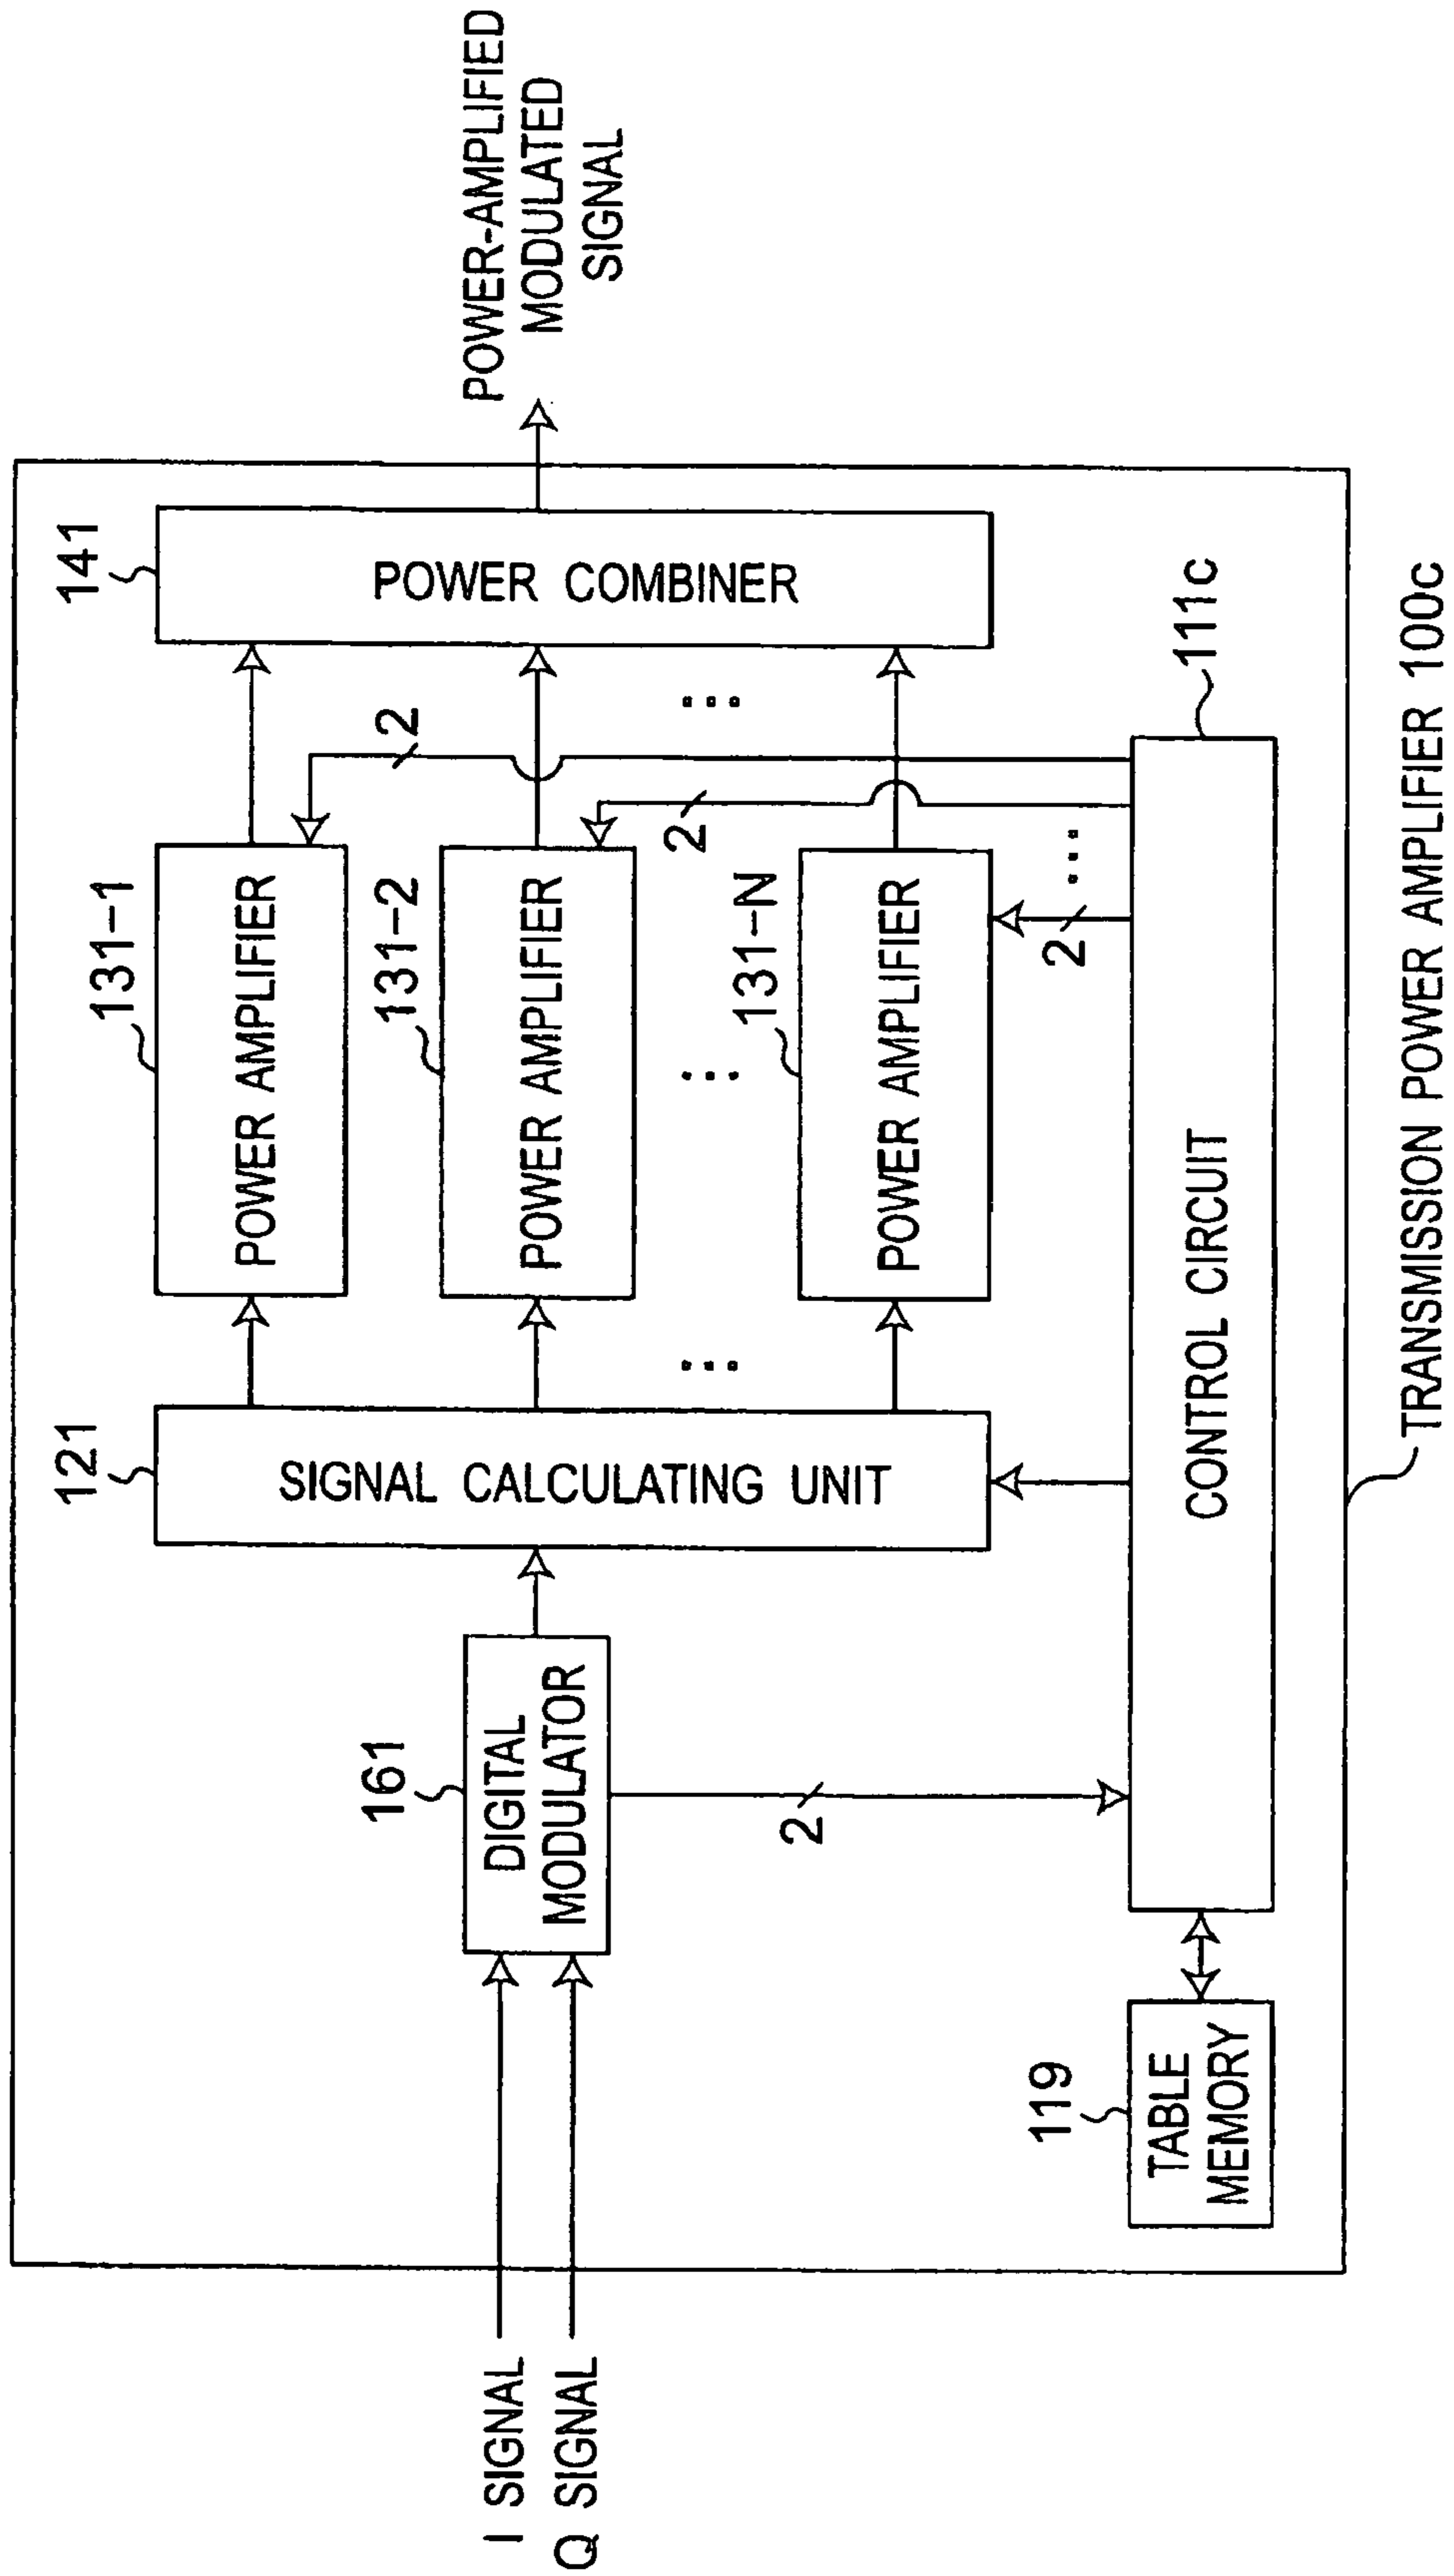 I SIGNAL
Q SIGNAL
161
DIGITAL
MODULATOR
2
119
TABLE
MEMORY
121
SIGNAL CALCULATING UNIT
...
131-1
POWER AMPLIFIER
131-2
POWER AMPLIFIER
...
131-N
POWER AMPLIFIER
2
2
2
...
...
141
POWER COMBINER
POWER-AMPLIFIED
MODULATED
SIGNAL
CONTROL CIRCUIT
111c
TRANSMISSION POWER AMPLIFIER 100c